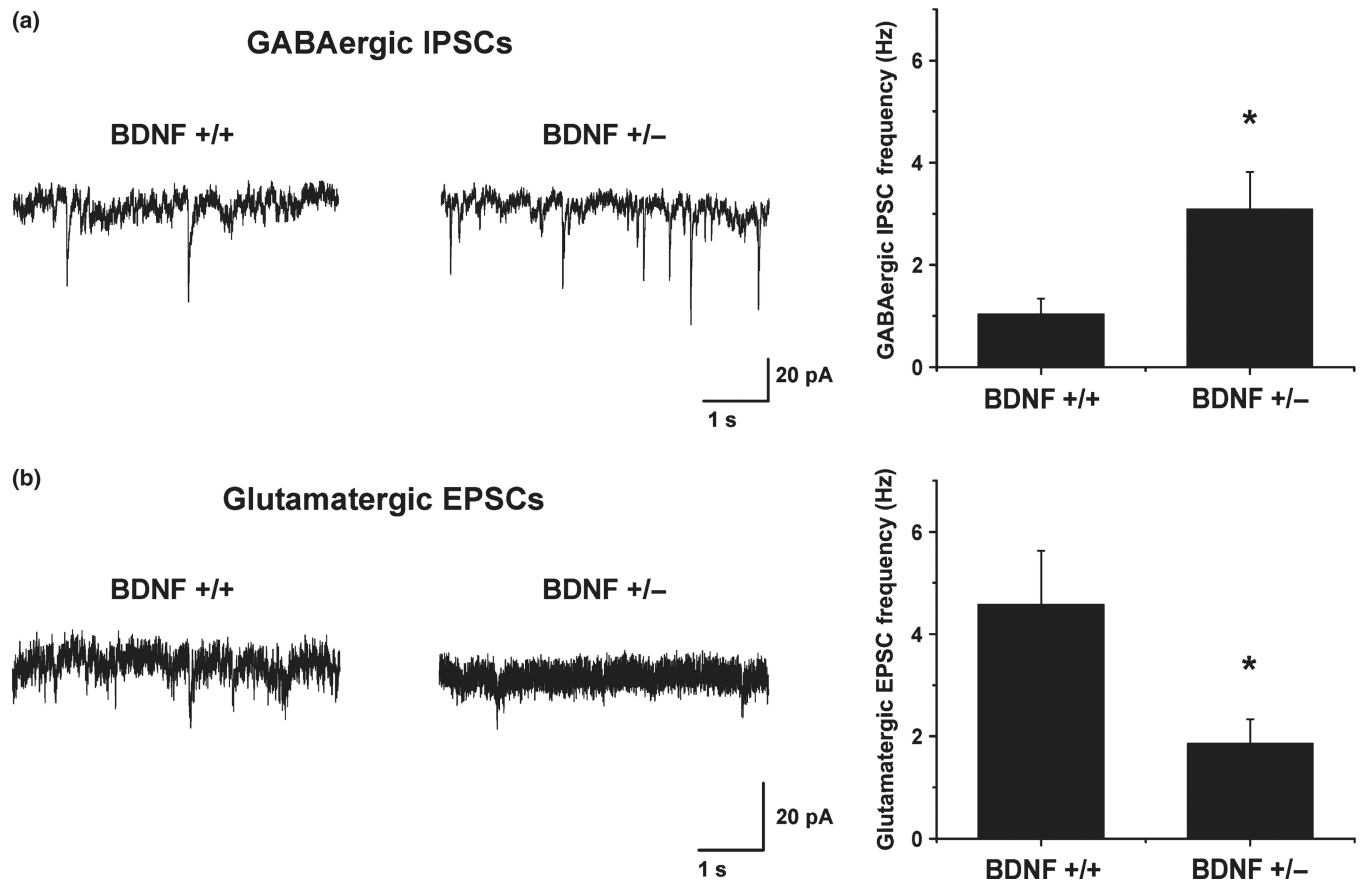 (a)
GABAergic IPSCs
BDNF +/+
BDNF +/–
20 pA
1 s
GABAergic IPSC frequency (Hz)
6
4
2
0
*
BDNF +/+
BDNF +/–
(b)
Glutamatergic EPSCs
BDNF +/+
BDNF +/–
20 pA
1 s
Glutamatergic EPSC frequency (Hz)
6
4
2
0
*
BDNF +/+
BDNF +/–